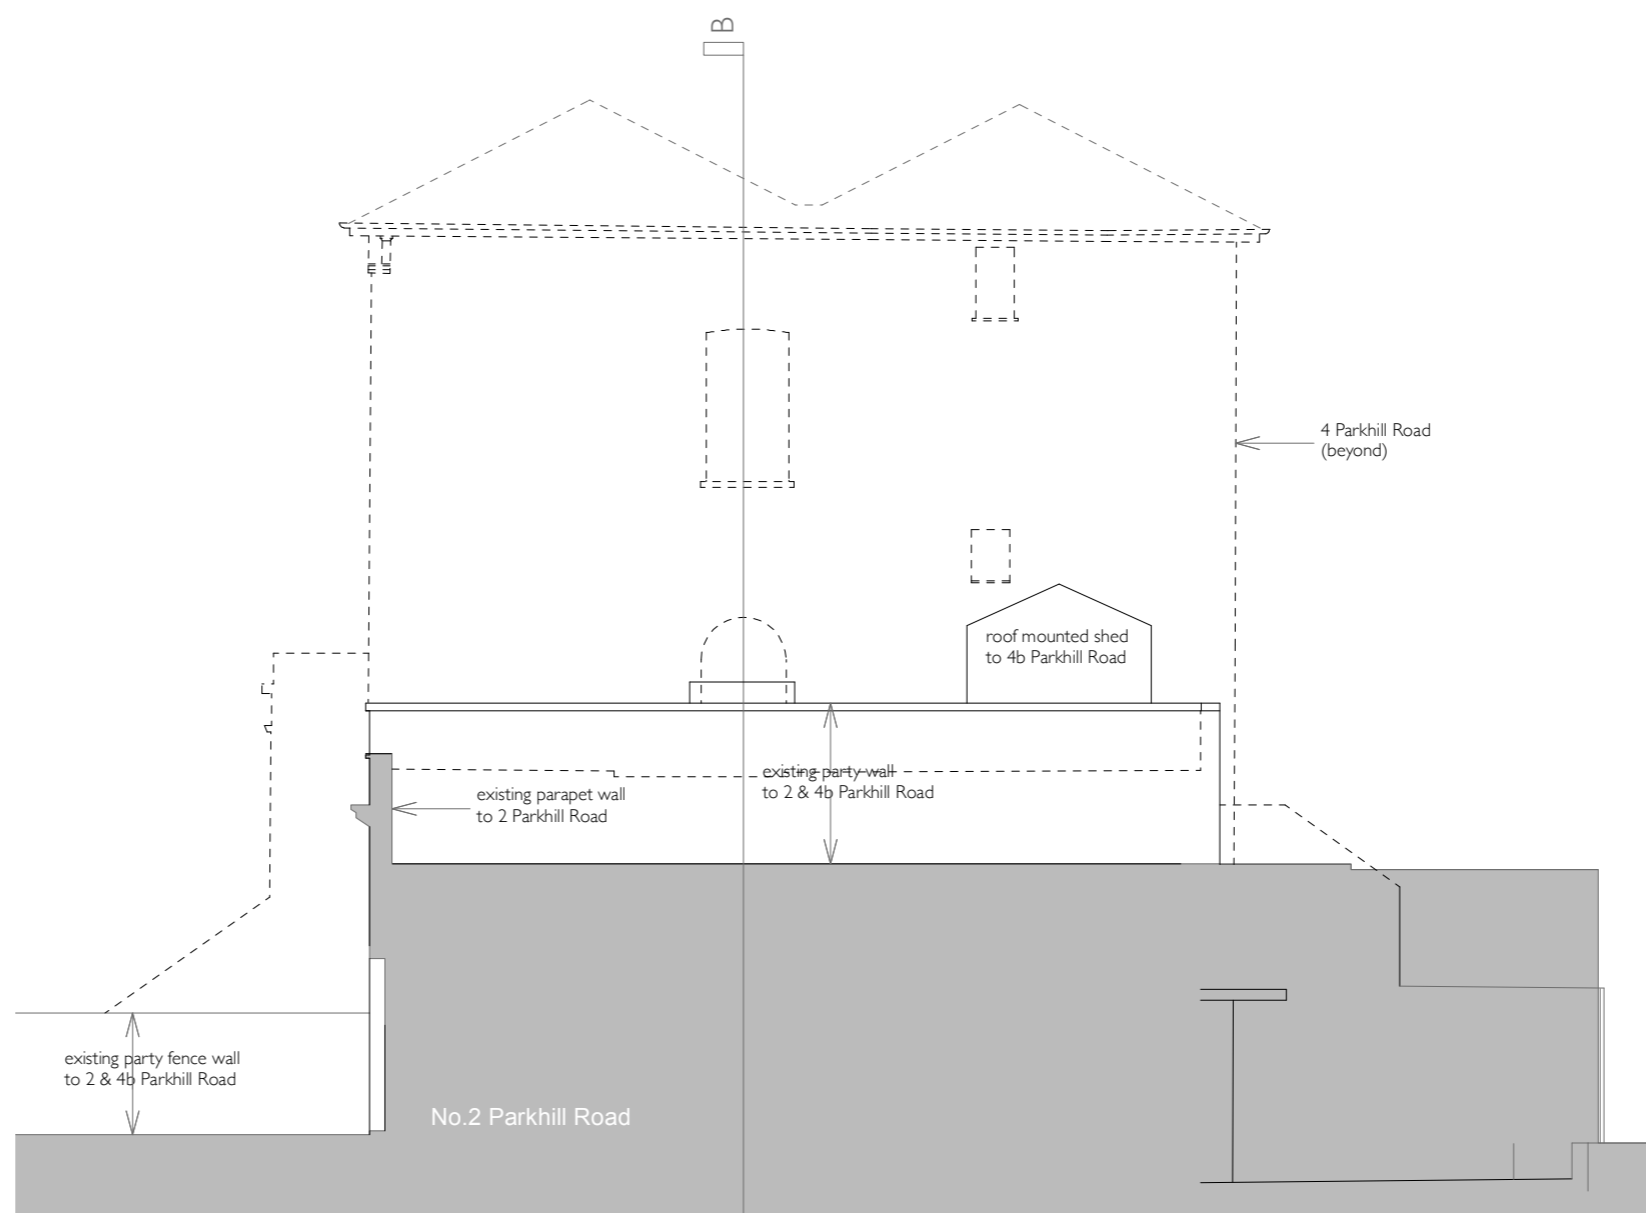 B
4 Parkhill Road
(beyond)
roof mounted shed
to 4b Parkhill Road
existing party wall
to 2 & 4b Parkhill Road
existing parapet wall
to 2 Parkhill Road
existing party fence wall
to 2 & 4b Parkhill Road
No.2 Parkhill Road